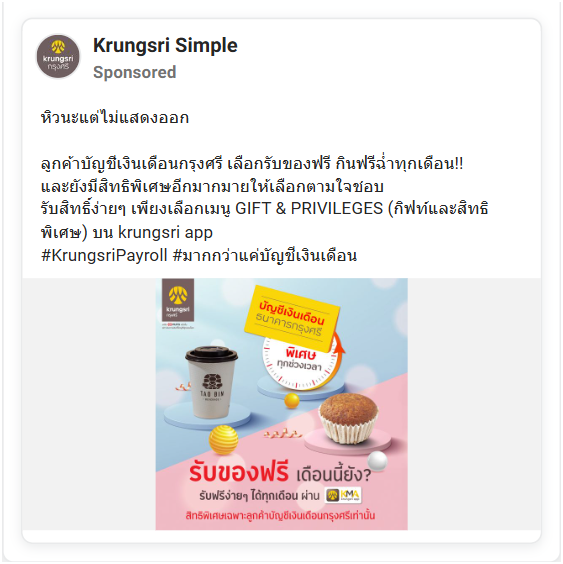 Krungsri Simple
krungsri
กรุงศรี
Sponsored
หิวนะแต่ไม่แสดงออก
ลูกค้าบัญชีเงินเดือนกรุงศรี เลือกรับของฟรี กินฟรีฉ่ำทุกเดือน!!
และยังมีสิทธิพิเศษอีกมากมายให้เลือกตามใจชอบ
รับสิทธิ์ง่ายๆ เพียงเลือกเมนู GIFT & PRIVILEGES (กิฟท์และสิทธิ
พิเศษ) บน krungsri app
#KrungsriPayroll #มากกว่าแค่บัญชีเงินเดือน
krungsri
กรุงศรี
บัญชีเงินเดือน
ธนาคารกรุงศรี
พิเศษ
ทุกช่วงเวลา
TAO BIN
รับของฟรี เดือนนี้ยัง?
รับฟรีง่ายๆ ได้ทุกเดือน ผ่าน KMA
krungsri app
สิทธิพิเศษเฉพาะลูกค้าบัญชีเงินเดือนกรุงศรีเท่านั้น